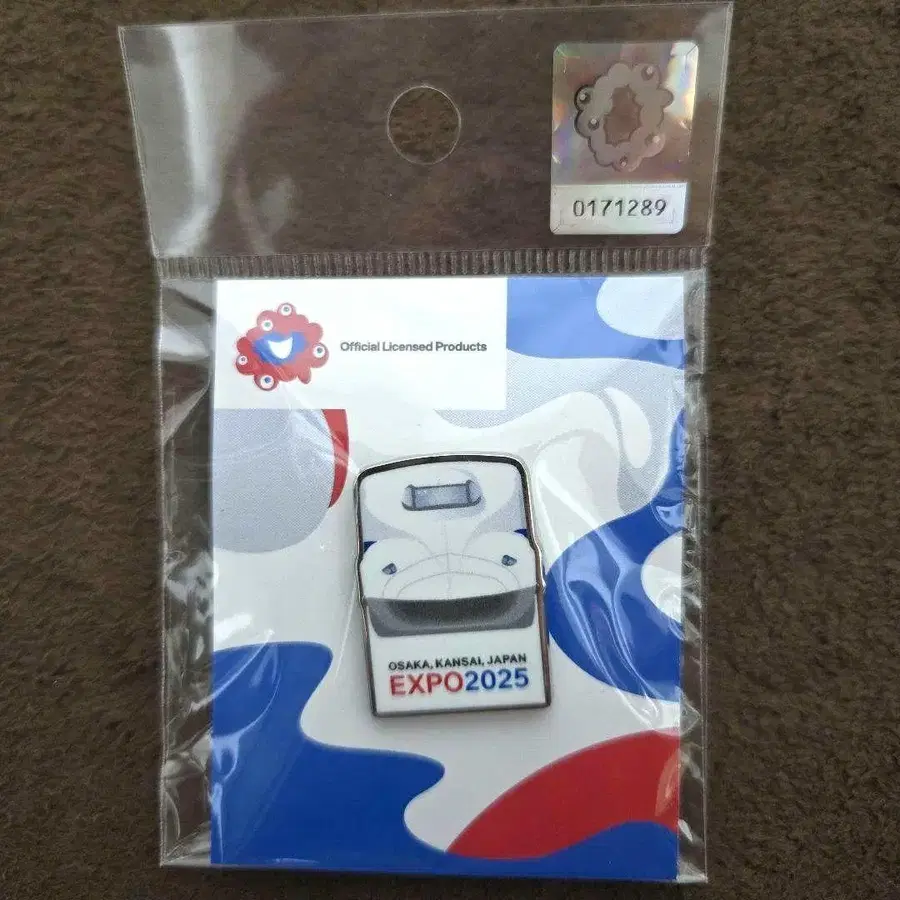 0171289
Official Licensed Products
OSAKA, KANSAI, JAPAN
EXPO2025